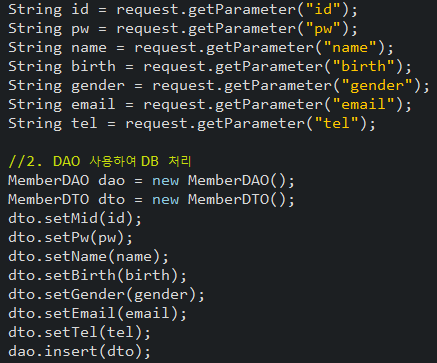 String id = request.getParameter("id");
String pw = request.getParameter("pw");
String name = request.getParameter("name");
String birth = request.getParameter("birth");
String gender = request.getParameter("gender");
String email = request.getParameter("email");
String tel = request.getParameter("tel");
//2. DAO 사용하여 DB 처리
MemberDAO dao = new MemberDAO();
MemberDTO dto = new MemberDTO();
dto.setMid(id);
dto.setPw(pw);
dto.setName(name);
dto.setBirth(birth);
dto.setGender(gender);
dto.setEmail(email);
dto.setTel(tel);
dao.insert(dto);